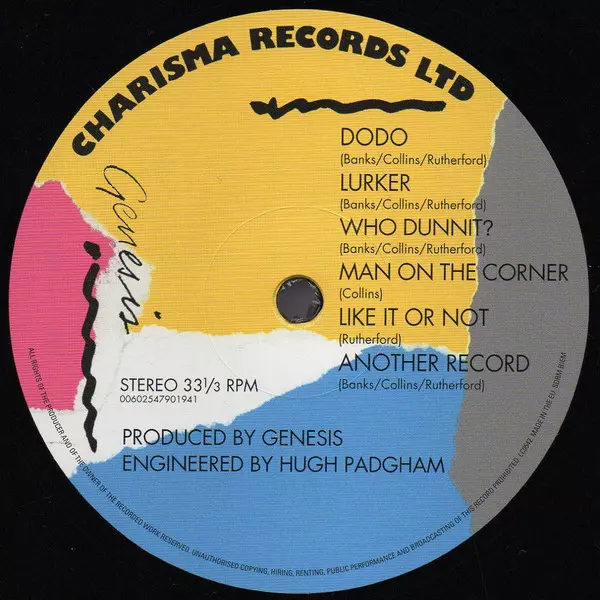 CHARISMA RECORDS LTD
Genesis
DODO
(Banks/Collins/Rutherford)
LURKER
(Banks/Collins/Rutherford)
WHO DUNNIT?
(Banks/Collins/Rutherford)
MAN ON THE CORNER
(Collins)
LIKE IT OR NOT
(Rutherford)
ANOTHER RECORD
(Banks/Collins/Rutherford)
STEREO 33⅓ RPM
00602547901941
PRODUCED BY GENESIS
ENGINEERED BY HUGH PADGHAM
ALL RIGHTS OF THE PRODUCER AND OF THE OWNER OF THE RECORDED WORK RESERVED. UNAUTHORISED COPYING, HIRING, RENTING, PUBLIC PERFORMANCE AND BROADCASTING OF THIS RECORD PROHIBITED. MADE IN THE EU. SDRM BIEM